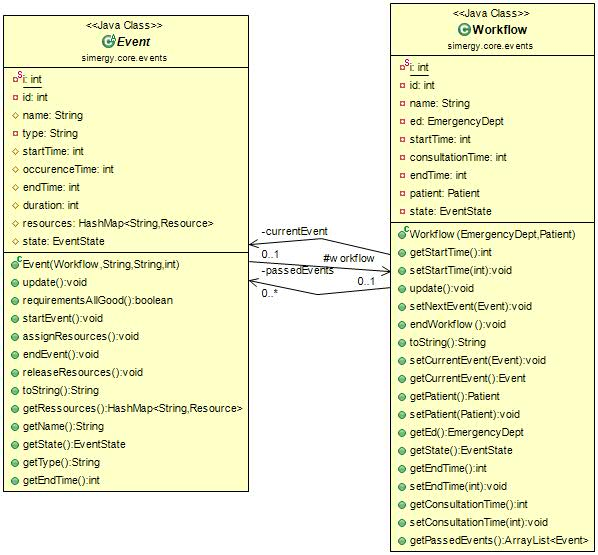 <<Java Class>>
Event
simergy.core.events
i: int
id: int
name: String
type: String
startTime: int
occurenceTime: int
endTime: int
duration: int
resources: HashMap<String,Resource>
state: EventState
Event(Workflow,String,String,int)
update():void
requirementsAllGood():boolean
startEvent():void
assignResources():void
endEvent():void
releaseResources():void
toString():String
getRessources():HashMap<String,Resource>
getName():String
getState():EventState
getType():String
getEndTime():int
-currentEvent
0..1
#workflow
0..1
-passedEvents
0..*
<<Java Class>>
Workflow
simergy.core.events
i: int
id: int
name: String
ed: EmergencyDept
startTime: int
consultationTime: int
endTime: int
patient: Patient
state: EventState
Workflow(EmergencyDept,Patient)
getStartTime():int
setStartTime(int):void
update():void
setNextEvent(Event):void
endWorkflow():void
toString():String
setCurrentEvent(Event):void
getCurrentEvent():Event
getPatient():Patient
setPatient(Patient):void
getEd():EmergencyDept
getState():EventState
getEndTime():int
setEndTime(int):void
getConsultationTime():int
setConsultationTime(int):void
getPassedEvents():ArrayList<Event>